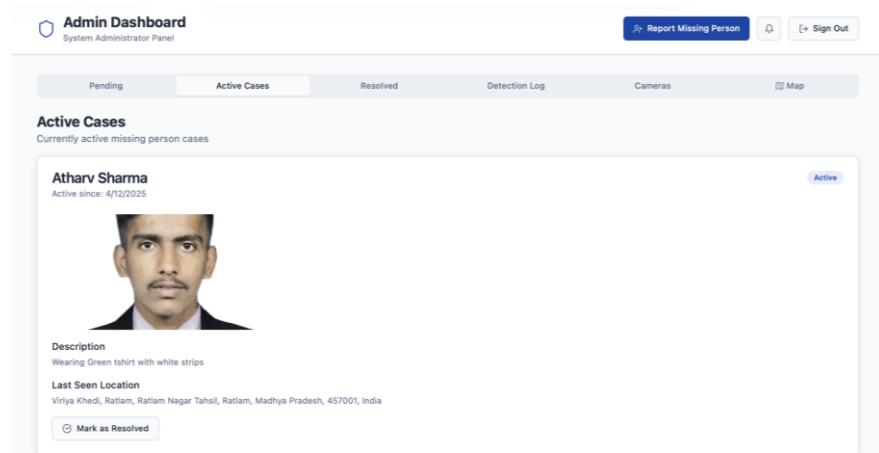 Admin Dashboard
System Administrator Panel
Report Missing Person
Sign Out
Pending
Active Cases
Resolved
Detection Log
Cameras
Map
Active Cases
Currently active missing person cases
Atharv Sharma
Active since: 4/12/2025
Active
Description
Wearing Green tshirt with white strips
Last Seen Location
Viriya Khedi, Ratlam, Ratlam Nagar Tahsil, Ratlam, Madhya Pradesh, 457001, India
Mark as Resolved